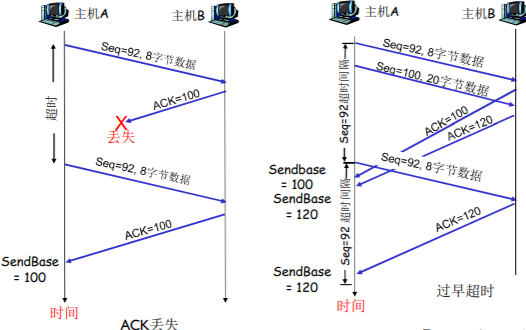 主机A
主机B
Seq=92, 8字节数据
超时
ACK=100
X
丢失
Seq=92, 8字节数据
ACK=100
SendBase
= 100
时间
ACK丢失
主机A
主机B
Seq=92, 8字节数据
Seq=100, 20字节数据
Seq=92超时间隔
ACK=100
ACK=120
Seq=92, 8字节数据
Sendbase
= 100
SendBase
= 120
Seq=92 超时间隔
ACK=120
SendBase
= 120
过早超时
时间